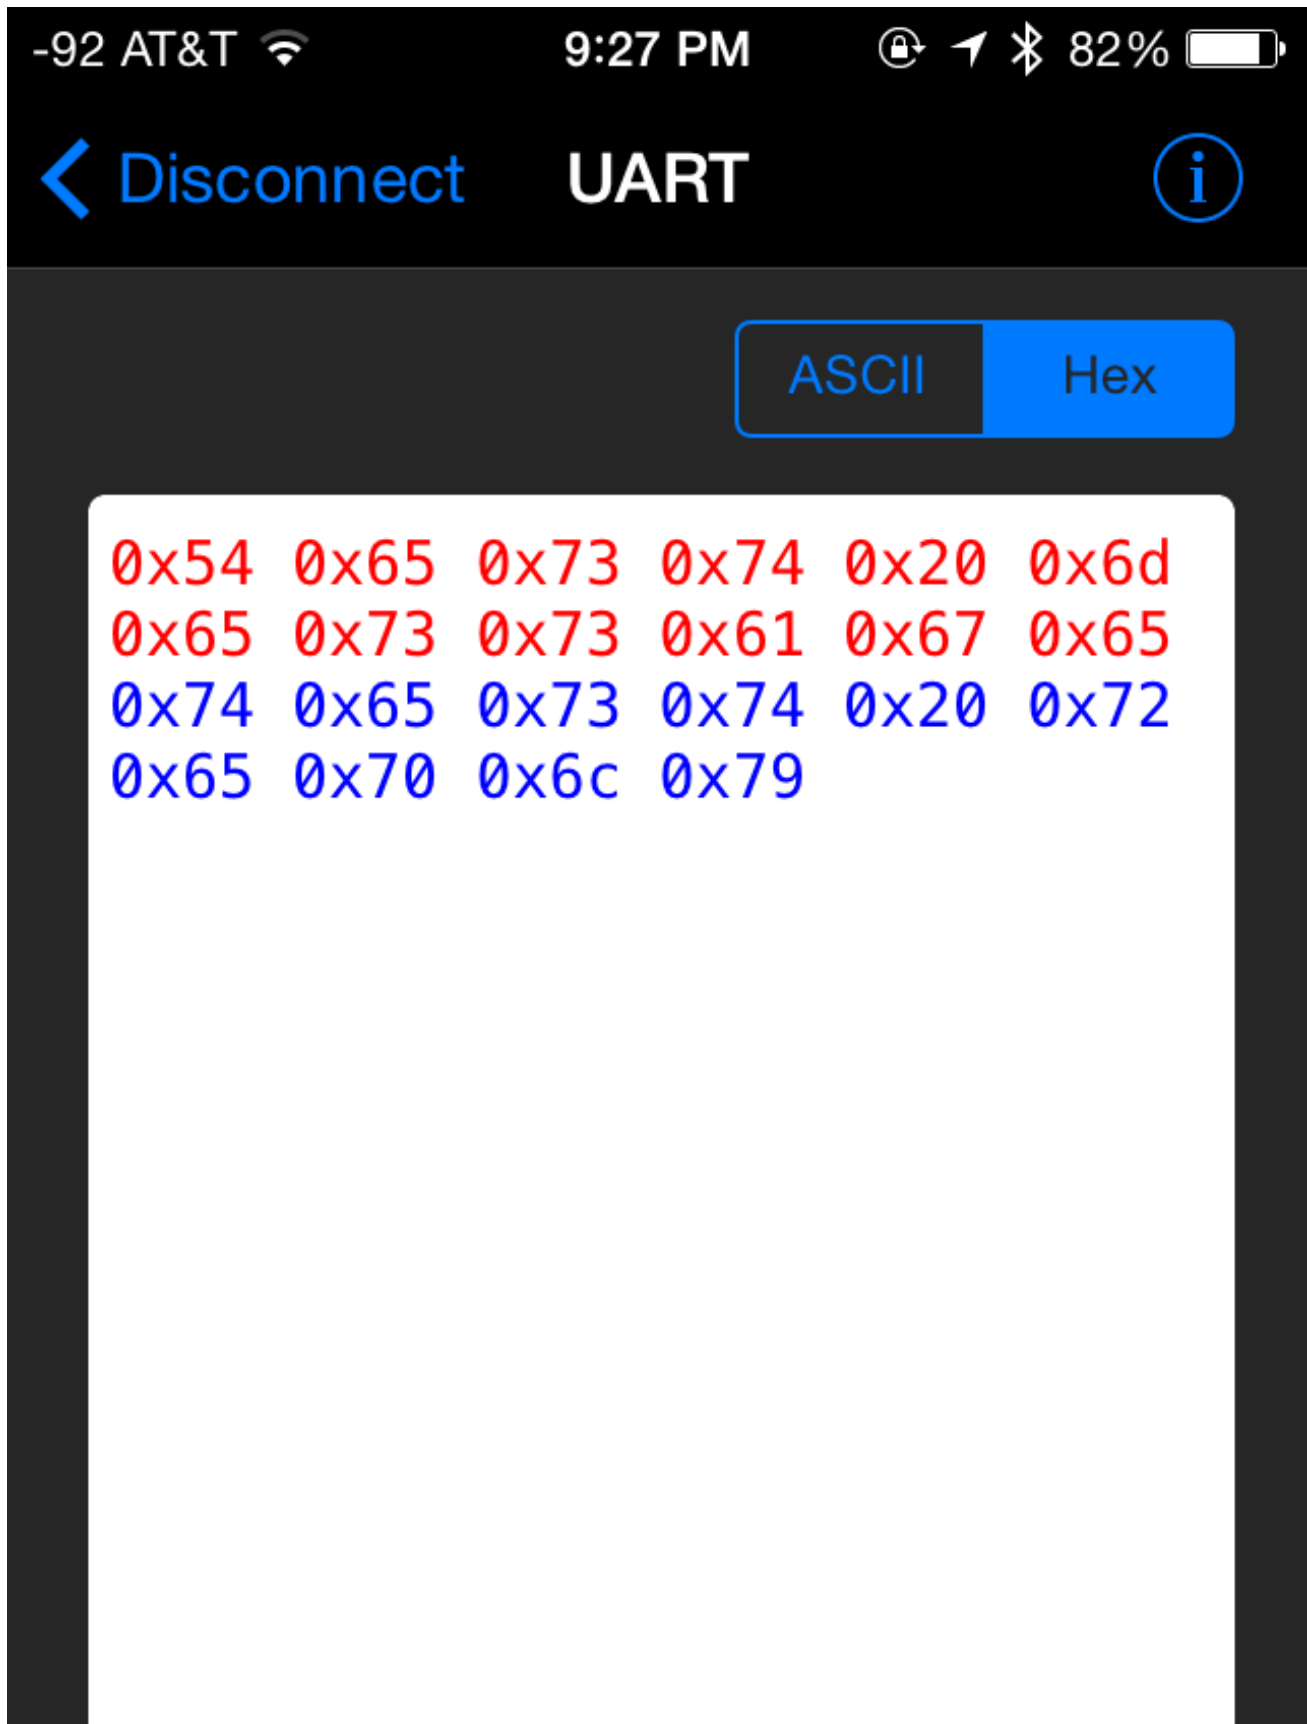 -92 AT&T 9:27 PM 82%
Disconnect UART i
ASCII Hex
0x54 0x65 0x73 0x74 0x20 0x6d
0x65 0x73 0x73 0x61 0x67 0x65
0x74 0x65 0x73 0x74 0x20 0x72
0x65 0x70 0x6c 0x79